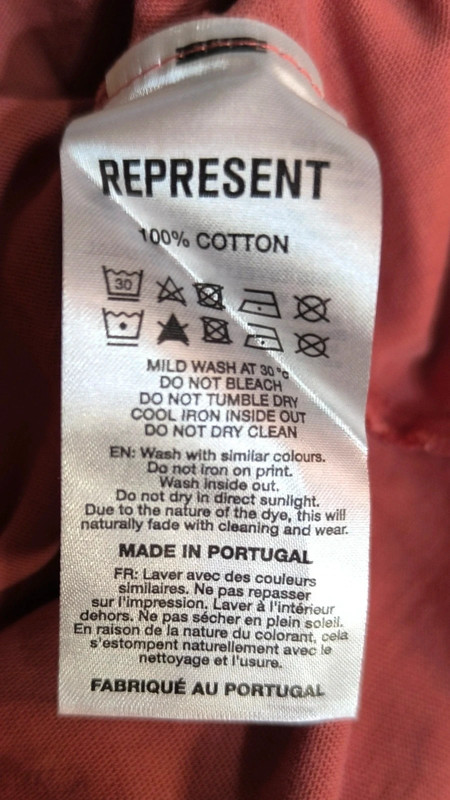 REPRESENT
100% COTTON
30
MILD WASH AT 30°c
DO NOT BLEACH
DO NOT TUMBLE DRY
COOL IRON INSIDE OUT
DO NOT DRY CLEAN
EN: Wash with similar colours.
Do not iron on print.
Wash inside out.
Do not dry in direct sunlight.
Due to the nature of the dye, this will
naturally fade with cleaning and wear.
MADE IN PORTUGAL
FR: Laver avec des couleurs
similaires. Ne pas repasser
sur l'impression. Laver à l'intérieur
dehors. Ne pas sécher en plein soleil.
En raison de la nature du colorant, cela
s'estompent naturellement avec le
nettoyage et l'usure.
FABRIQUÉ AU PORTUGAL